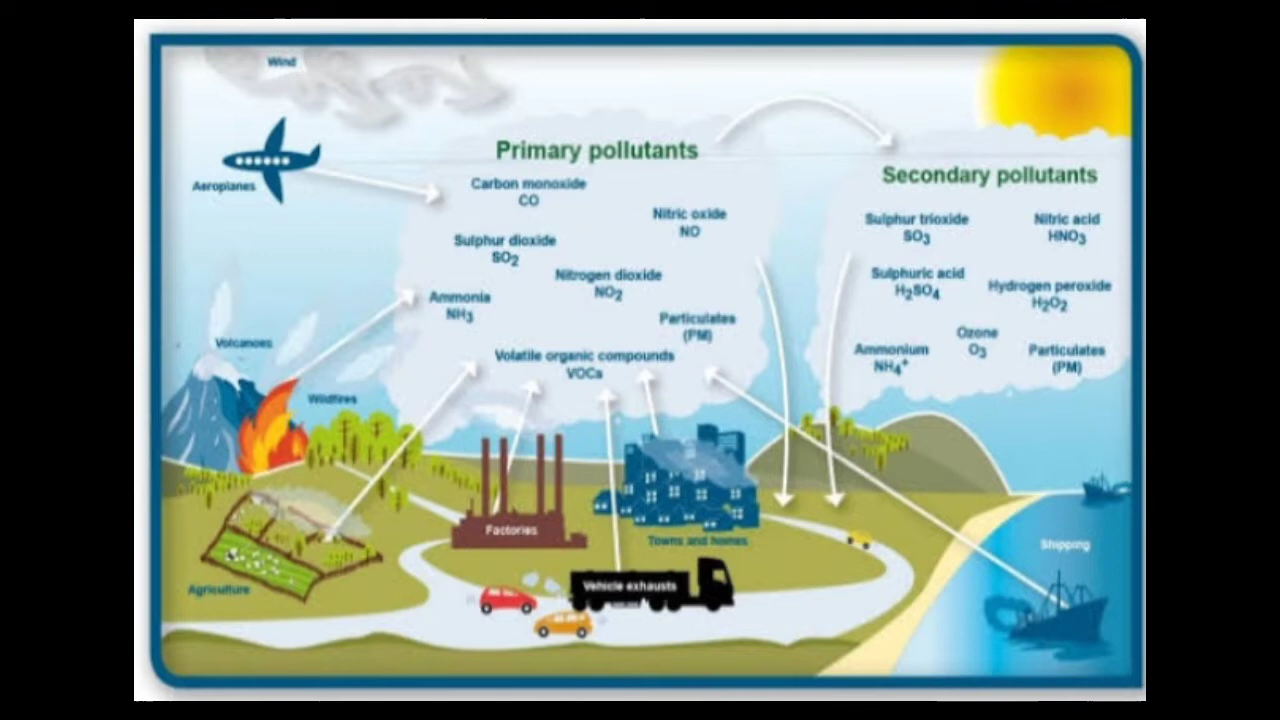 Wind
Primary pollutants
Aeroplanes
Carbon monoxide
CO
Nitric oxide
NO
Sulphur dioxide
SO2
Nitrogen dioxide
NO2
Ammonia
NH3
Particulates
(PM)
Volatile organic compounds
VOCs
Secondary pollutants
Sulphur trioxide
SO3
Nitric acid
HNO3
Sulphuric acid
H2SO4
Hydrogen peroxide
H2O2
Ozone
O3
Ammonium
NH4+
Particulates
(PM)
Volcanoes
Wildfires
Factories
Towns and homes
Shipping
Vehicle exhausts
Agriculture